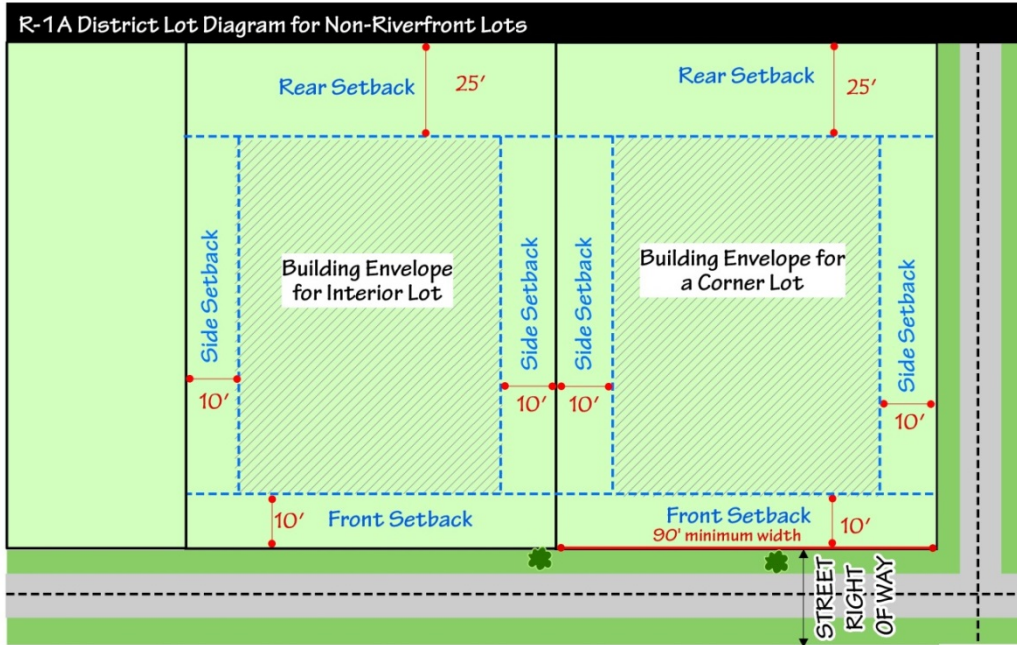 R-1A District Lot Diagram for Non-Riverfront Lots
Rear Setback
25'
Rear Setback
25'
Side Setback
Building Envelope
for Interior Lot
Side Setback
Side Setback
Building Envelope for
a Corner Lot
Side Setback
10'
10'
10'
10'
10'
Front Setback
Front Setback
10'
90' minimum width
STREET
RIGHT
OF WAY